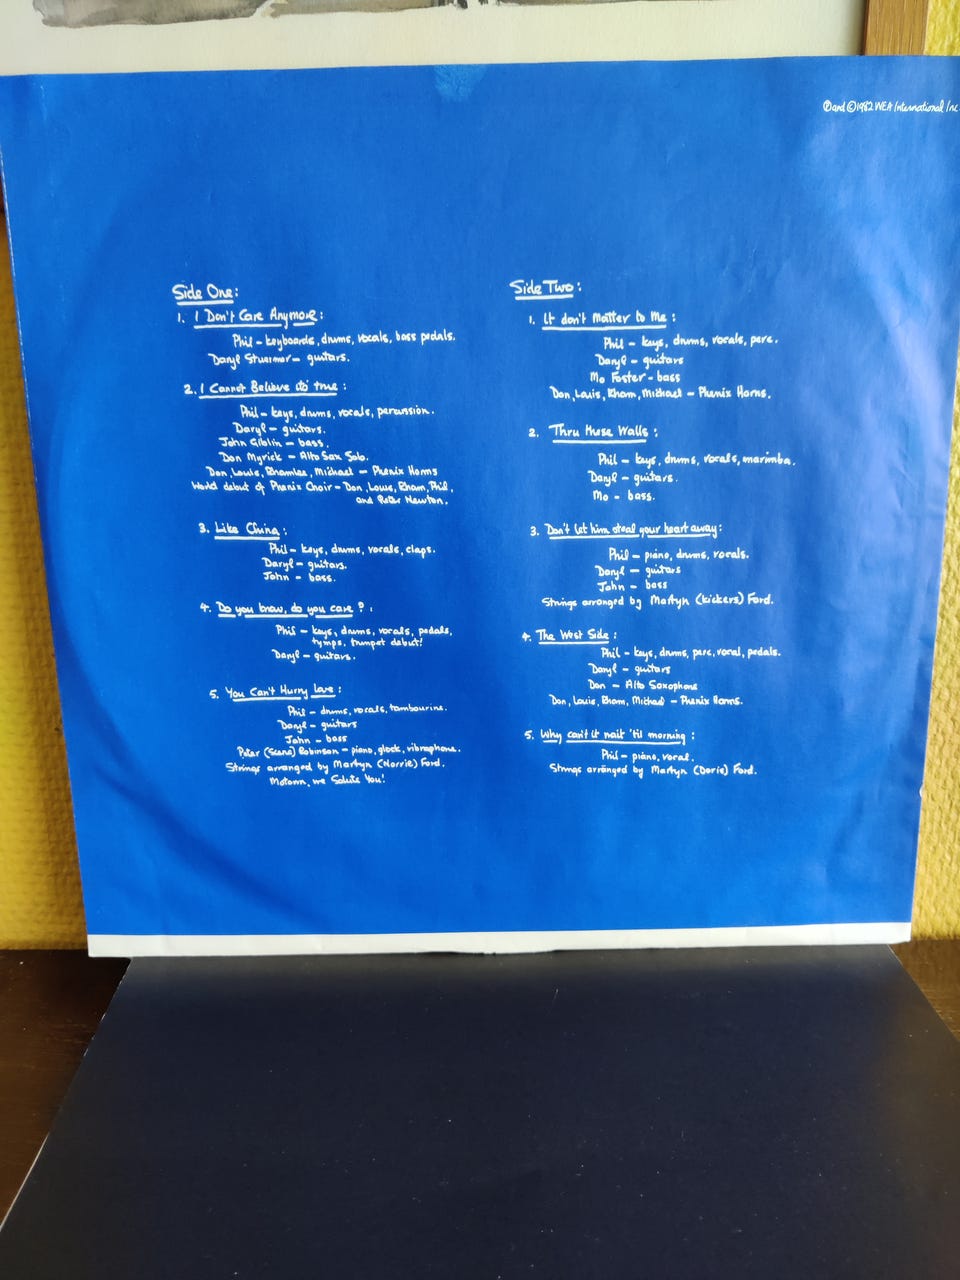 Ⓟ and © 1982 WEA International Inc
Side One:
1. I Don't Care Anymore:
Phil - keyboards, drums, vocals, bass pedals.
Daryl Stuermer - guitars.
2. I Cannot Believe its true:
Phil - keys, drums, vocals, percussion.
Daryl - guitars.
John Giblin - bass.
Don Myrick - Alto Sax Solo.
Don, Louis, Rhamlee, Michael - Phenix Horns
World debut of Phenix Choir - Don, Louis, Rham, Phil,
and Peter Newton.
3. Like China:
Phil - keys, drums, vocals, claps.
Daryl - guitars.
John - bass.
4. Do you know, do you care?:
Phil - keys, drums, vocals, pedals,
tymps, trumpet debut!
Daryl - guitars.
5. You Can't Hurry Love:
Phil - drums, vocals, tambourine.
Daryl - guitars
John - bass
Peter (Scene) Robinson - piano, glock, vibraphone.
Strings arranged by Martyn (Norrie) Ford.
Motown, we Salute You!
Side Two:
1. It don't matter to Me:
Phil - keys, drums, vocals, perc.
Daryl - guitars
Mo Foster - bass
Don, Louis, Rham, Michael - Phenix Horns.
2. Thru these Walls:
Phil - keys, drums, vocals, marimba.
Daryl - guitars.
Mo - bass.
3. Don't let him steal your heart away:
Phil - piano, drums, vocals.
Daryl - guitars
John - bass
Strings arranged by Martyn (kickers) Ford.
4. The West Side:
Phil - keys, drums, perc, vocal, pedals.
Daryl - guitars
Don - Alto Saxophone
Don, Louis, Rham, Michael - Phenix Horns.
5. Why can't it wait 'til morning:
Phil - piano, vocal.
Strings arranged by Martyn (Dorie) Ford.